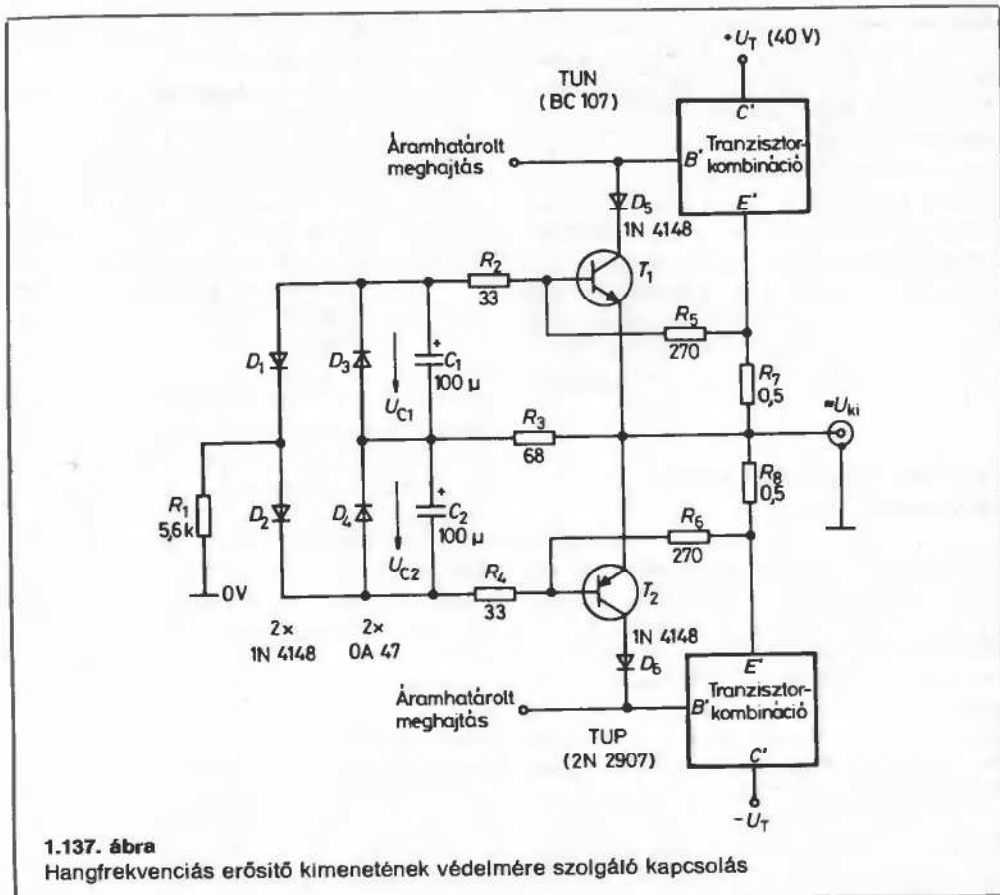 +U_T (40 V)
TUN
(BC 107)
C'
Áramhatárolt
meghajtás
B'
Tranzisztor-
kombináció
E'
D5
1N 4148
R2
33
T1
R5
270
D1
D3
+
C1
100 µ
U_C1
R7
0,5
R3
68
≈U_ki
R1
5,6k
D2
D4
+
C2
100 µ
U_C2
R8
0,5
R6
270
0V
R4
33
T2
2×
1N 4148
2×
0A 47
1N 4148
D6
E'
Áramhatárolt
meghajtás
B'
Tranzisztor-
kombináció
TUP
(2N 2907)
C'
-U_T
1.137. ábra
Hangfrekvenciás erősítő kimenetének védelmére szolgáló kapcsolás